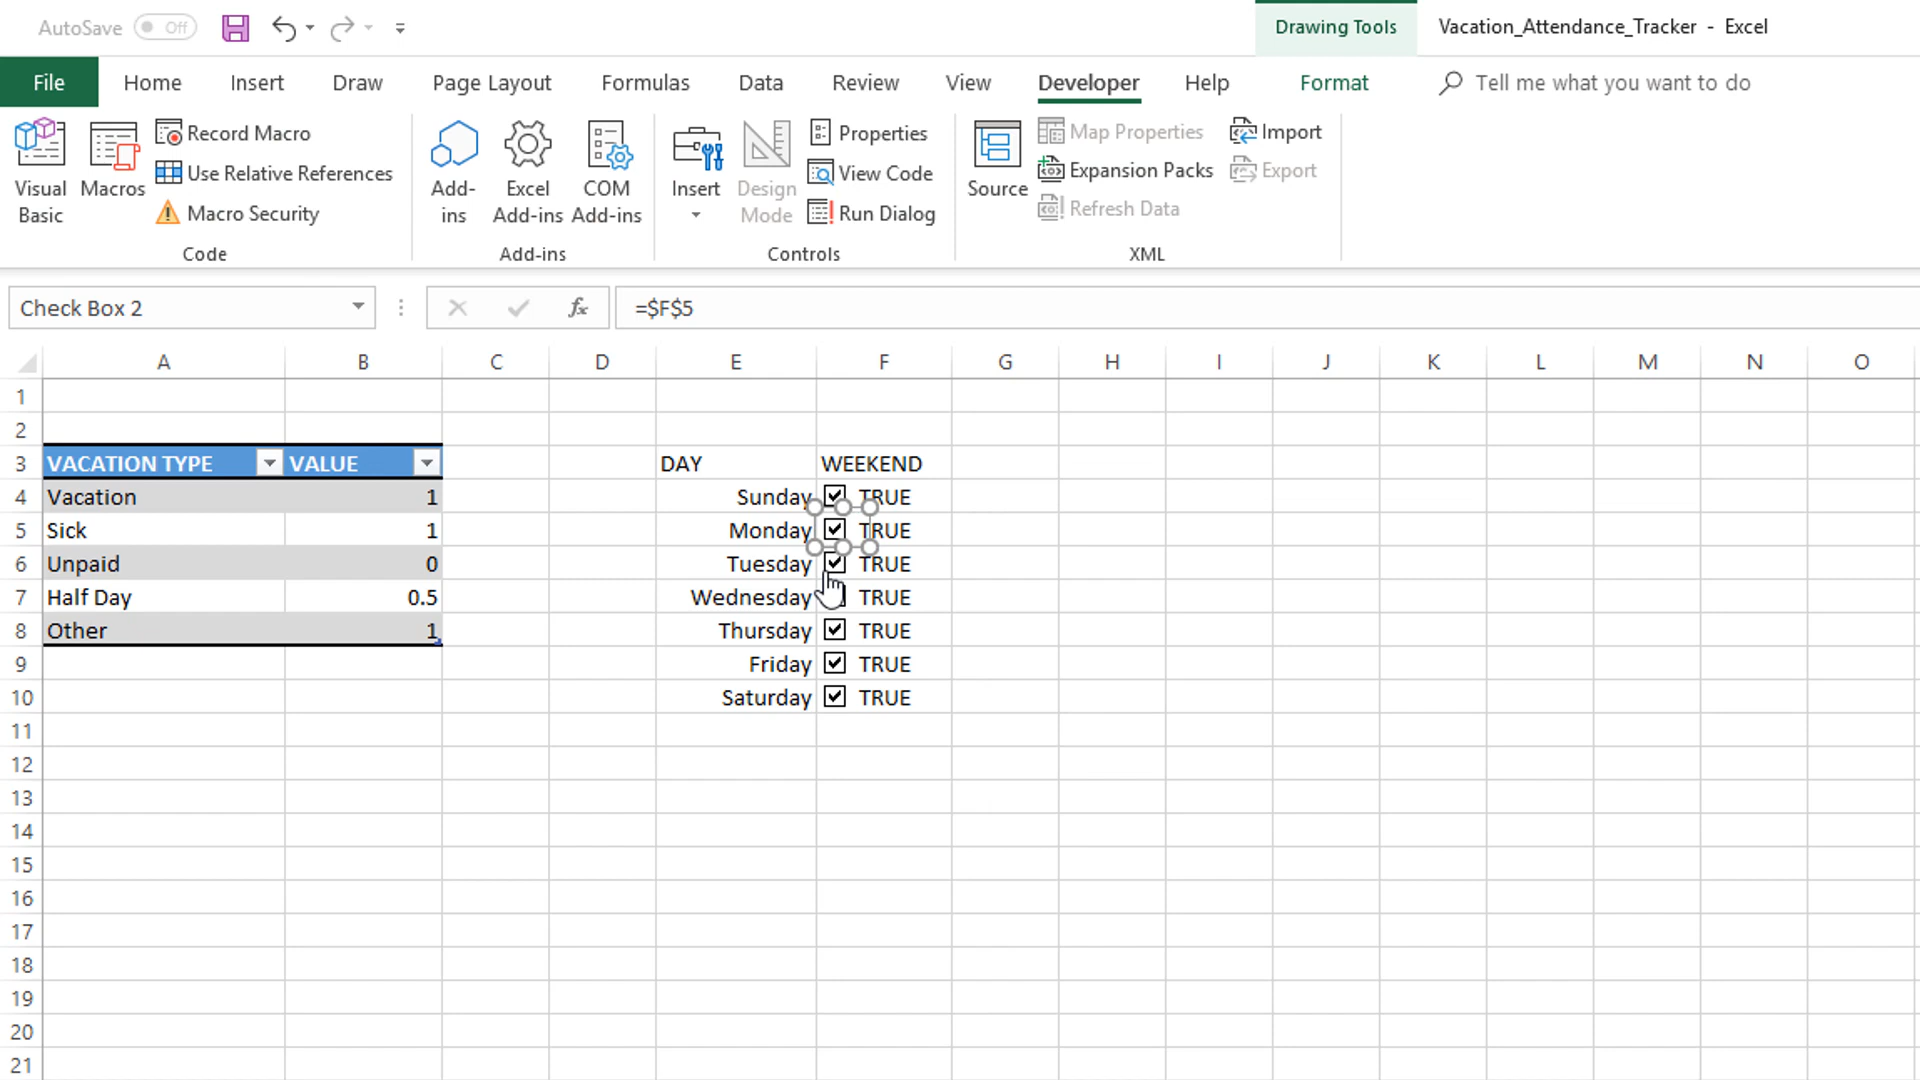 AutoSave Off Drawing Tools Vacation_Attendance_Tracker - Excel
File Home Insert Draw Page Layout Formulas Data Review View Developer Help Format Tell me what you want to do
Visual Basic
Macros
Record Macro
Use Relative References
Macro Security
Code
Add-ins
Excel Add-ins
COM Add-ins
Add-ins
Insert
Design Mode
Properties
View Code
Run Dialog
Controls
Source
Map Properties
Expansion Packs
Refresh Data
Import
Export
XML
Check Box 2 fx =$F$5
A B C D E F G H I J K L M N O
1
2
3 VACATION TYPE VALUE DAY WEEKEND
4 Vacation 1 Sunday TRUE
5 Sick 1 Monday TRUE
6 Unpaid 0 Tuesday TRUE
7 Half Day 0.5 Wednesday TRUE
8 Other 1 Thursday TRUE
9 Friday TRUE
10 Saturday TRUE
11
12
13
14
15
16
17
18
19
20
21